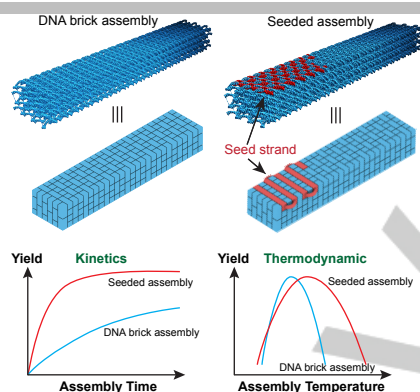 DNA brick assembly
Seeded assembly
Seed strand
Yield
Kinetics
Seeded assembly
DNA brick assembly
Assembly Time
Yield
Thermodynamic
Seeded assembly
DNA brick assembly
Assembly Temperature